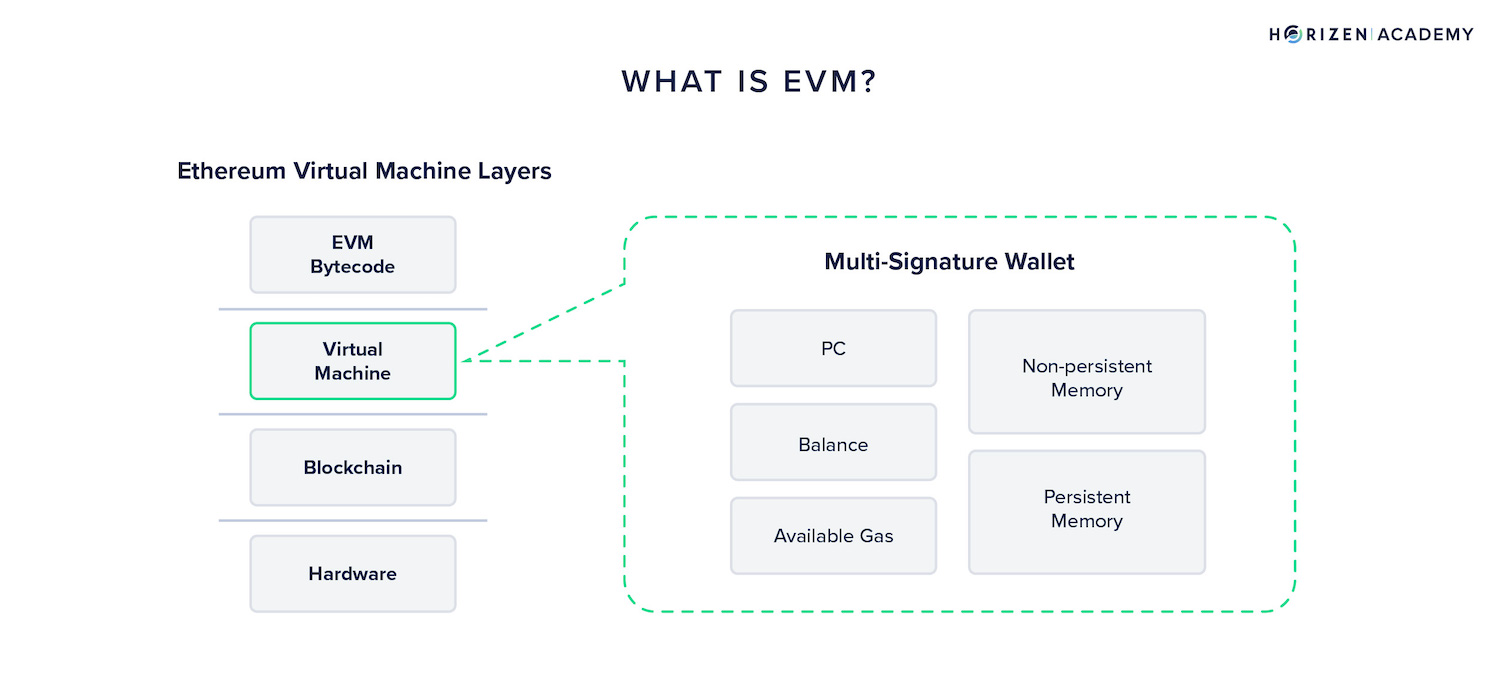 HORIZEN | ACADEMY
WHAT IS EVM?
Ethereum Virtual Machine Layers
EVM
Bytecode
Virtual
Machine
Blockchain
Hardware
Multi-Signature Wallet
PC
Balance
Available Gas
Non-persistent
Memory
Persistent
Memory